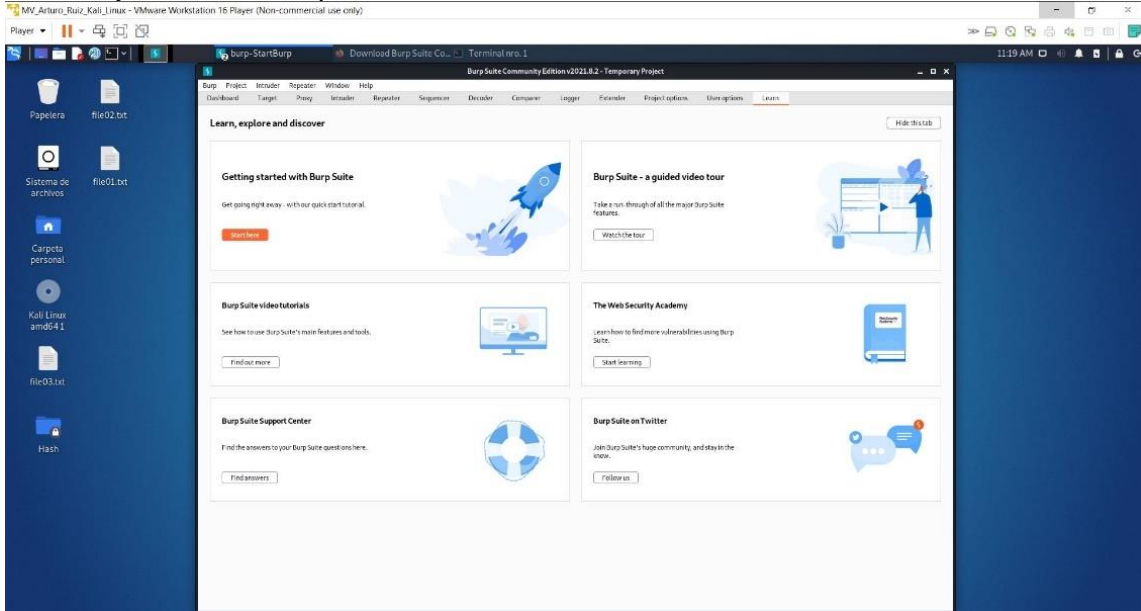 MV_Arturo_Ruiz_Kali_Linux - VMware Workstation 16 Player (Non-commercial use only)
Player
burp-StartBurp Download Burp Suite Co... Terminal nro. 1 11:19 AM
Burp Suite Community Edition v2021.8.2 - Temporary Project
Burp Project Intruder Repeater Window Help
Dashboard Target Proxy Intruder Repeater Sequencer Decoder Comparer Logger Extender Project options User options Learn
Learn, explore and discover Hide this tab
Papelera file02.txt
Sistema de archivos file01.txt
Carpeta personal
Kali Linux amd64 1
file03.txt
Hash
Getting started with Burp Suite
Get going right away - with our quick start tutorial.
Start here
Burp Suite - a guided video tour
Take a run-through of all the major Burp Suite
features.
Watch the tour
Burp Suite video tutorials
See how to use Burp Suite's main features and tools.
Find out more
The Web Security Academy
Learn how to find more vulnerabilities using Burp
Suite.
Start learning
Burp Suite Support Center
Find the answers to your Burp Suite questions here.
Find answers
Burp Suite on Twitter
Join Burp Suite's huge community, and stay in the
know.
Follow us